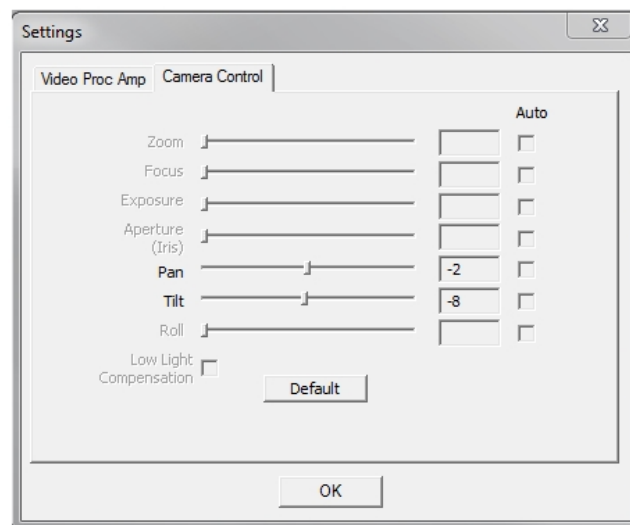 Settings
Video Proc Amp
Camera Control
Auto
Zoom
Focus
Exposure
Aperture
(Iris)
Pan
-2
Tilt
-8
Roll
Low Light
Compensation
Default
OK